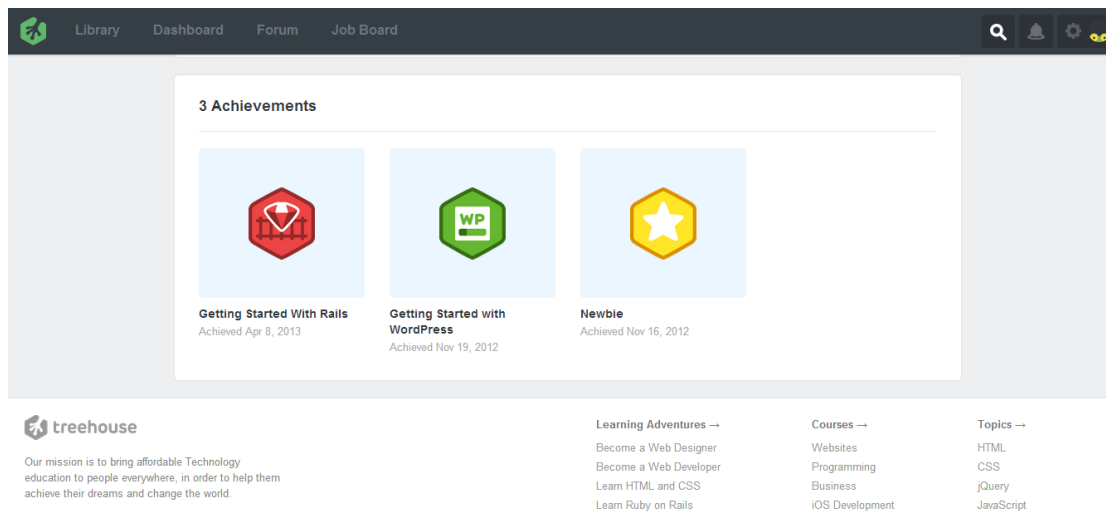 Library Dashboard Forum Job Board
3 Achievements
WP
Getting Started With Rails
Achieved Apr 8, 2013
Getting Started with
WordPress
Achieved Nov 19, 2012
Newbie
Achieved Nov 16, 2012
treehouse
Our mission is to bring affordable Technology
education to people everywhere, in order to help them
achieve their dreams and change the world.
Learning Adventures →
Become a Web Designer
Become a Web Developer
Learn HTML and CSS
Learn Ruby on Rails
Courses →
Websites
Programming
Business
iOS Development
Topics →
HTML
CSS
jQuery
JavaScript